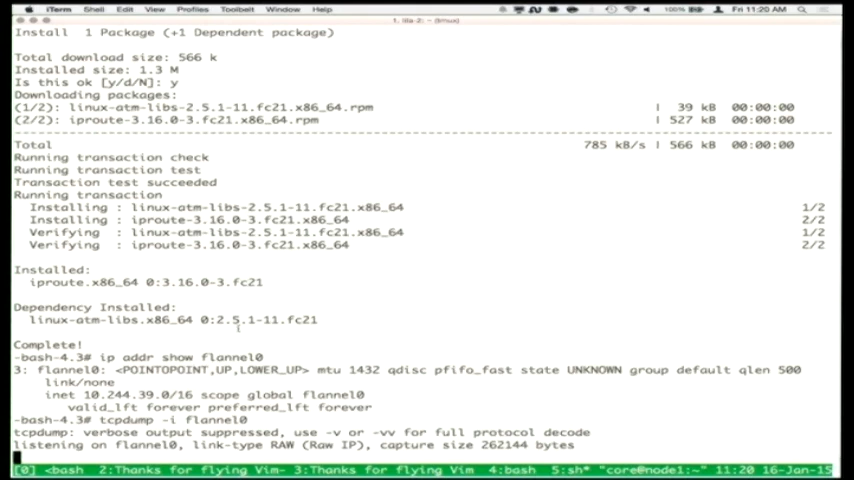 iTerm Shell Edit View Profiles Toolbelt Window Help 100% Fri 11:20 AM
1. lilla-2: ~ (tmux)
Install 1 Package (+1 Dependent package)
Total download size: 566 k
Installed size: 1.3 M
Is this ok [y/d/N]: y
Downloading packages:
(1/2): linux-atm-libs-2.5.1-11.fc21.x86_64.rpm | 39 kB 00:00:00
(2/2): iproute-3.16.0-3.fc21.x86_64.rpm | 527 kB 00:00:00
--------------------------------------------------------------------------------
Total 785 kB/s | 566 kB 00:00:00
Running transaction check
Running transaction test
Transaction test succeeded
Running transaction
Installing : linux-atm-libs-2.5.1-11.fc21.x86_64 1/2
Installing : iproute-3.16.0-3.fc21.x86_64 2/2
Verifying : linux-atm-libs-2.5.1-11.fc21.x86_64 1/2
Verifying : iproute-3.16.0-3.fc21.x86_64 2/2
Installed:
iproute.x86_64 0:3.16.0-3.fc21
Dependency Installed:
linux-atm-libs.x86_64 0:2.5.1-11.fc21
Complete!
-bash-4.3# ip addr show flannel0
3: flannel0: <POINTOPOINT,UP,LOWER_UP> mtu 1432 qdisc pfifo_fast state UNKNOWN group default qlen 500
link/none
inet 10.244.39.0/16 scope global flannel0
valid_lft forever preferred_lft forever
-bash-4.3# tcpdump -i flannel0
tcpdump: verbose output suppressed, use -v or -vv for full protocol decode
listening on flannel0, link-type RAW (Raw IP), capture size 262144 bytes
[0] <bash 2:Thanks for flying Vim- 3:Thanks for flying Vim 4:bash 5:sh* "core@node1:~" 11:20 16-Jan-15